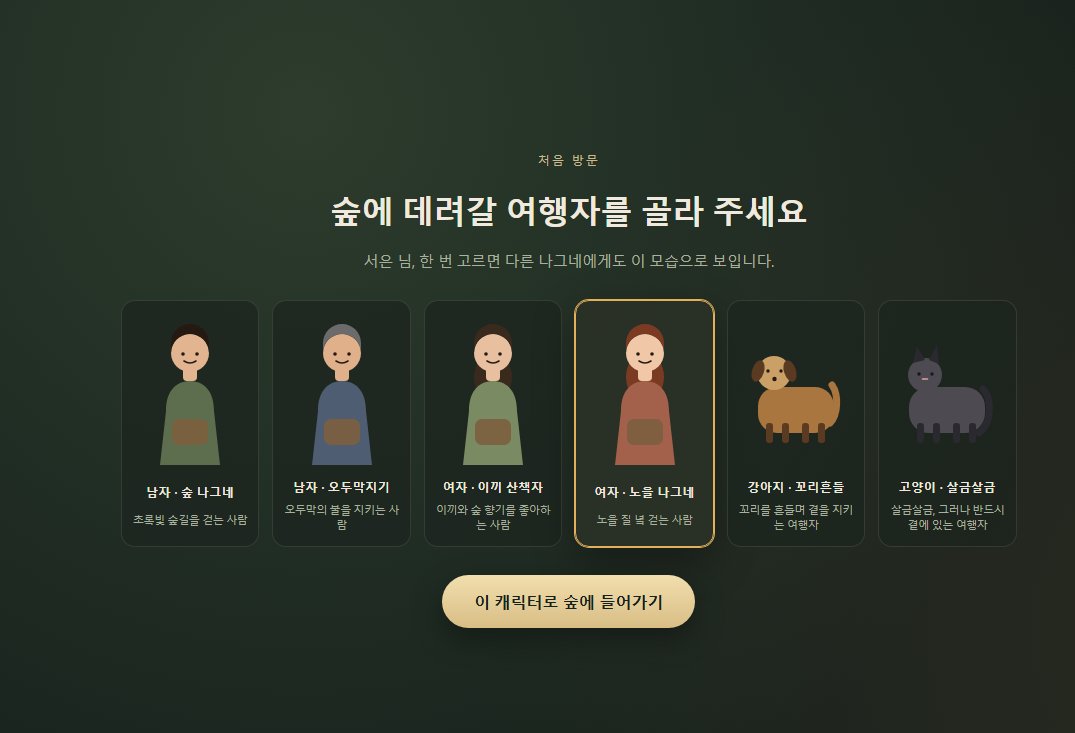 처음 방문
숲에 데려갈 여행자를 골라 주세요
서은 님, 한 번 고르면 다른 나그네에게도 이 모습으로 보입니다.
남자 · 숲 나그네
초록빛 숲길을 걷는 사람
남자 · 오두막지기
오두막의 불을 지키는 사
람
여자 · 이끼 산책자
이끼와 숲 향기를 좋아하
는 사람
여자 · 노을 나그네
노을 질 녘 걷는 사람
강아지 · 꼬리흔들
꼬리를 흔들며 곁을 지키
는 여행자
고양이 · 살금살금
살금살금, 그러나 반드시
곁에 있는 여행자
이 캐릭터로 숲에 들어가기